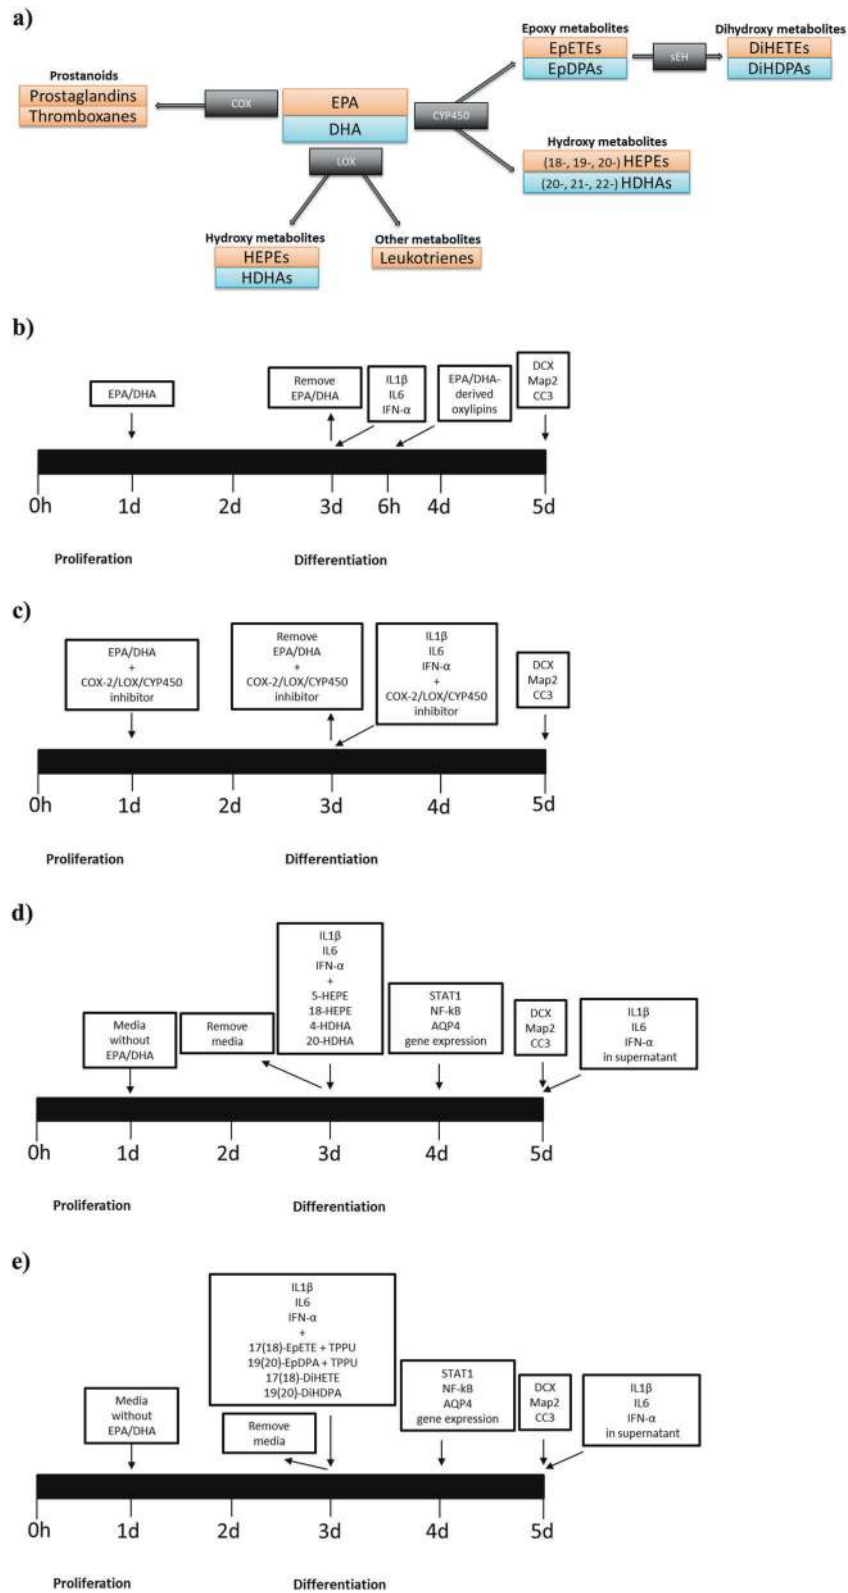 a)
Epoxy metabolites
Dihydroxy metabolites
EpETEs
EpDPAs
sEH
DiHETEs
DiHDPAs
Prostanoids
Prostaglandins
Thromboxanes
COX
EPA
DHA
CYP450
LOX
Hydroxy metabolites
(18-, 19-, 20-) HEPEs
(20-, 21-, 22-) HDHAs
Hydroxy metabolites
HEPEs
HDHAs
Other metabolites
Leukotrienes
b)
EPA/DHA
Remove
EPA/DHA
IL1β
IL6
IFN-α
EPA/DHA-
derived
oxylipins
DCX
Map2
CC3
0h 1d 2d 3d 6h 4d 5d
Proliferation Differentiation
c)
EPA/DHA
+
COX-2/LOX/CYP450
inhibitor
Remove
EPA/DHA
+
COX-2/LOX/CYP450
inhibitor
IL1β
IL6
IFN-α
+
COX-2/LOX/CYP450
inhibitor
DCX
Map2
CC3
0h 1d 2d 3d 4d 5d
Proliferation Differentiation
d)
Media
without
EPA/DHA
Remove
media
IL1β
IL6
IFN-α
+
5-HEPE
18-HEPE
4-HDHA
20-HDHA
STAT1
NF-kB
AQP4
gene expression
DCX
Map2
CC3
IL1β
IL6
IFN-α
in supernatant
0h 1d 2d 3d 4d 5d
Proliferation Differentiation
e)
Media
without
EPA/DHA
IL1β
IL6
IFN-α
+
17(18)-EpETE + TPPU
19(20)-EpDPA + TPPU
17(18)-DiHETE
19(20)-DiHDPA
Remove
media
STAT1
NF-kB
AQP4
gene expression
DCX
Map2
CC3
IL1β
IL6
IFN-α
in supernatant
0h 1d 2d 3d 4d 5d
Proliferation Differentiation